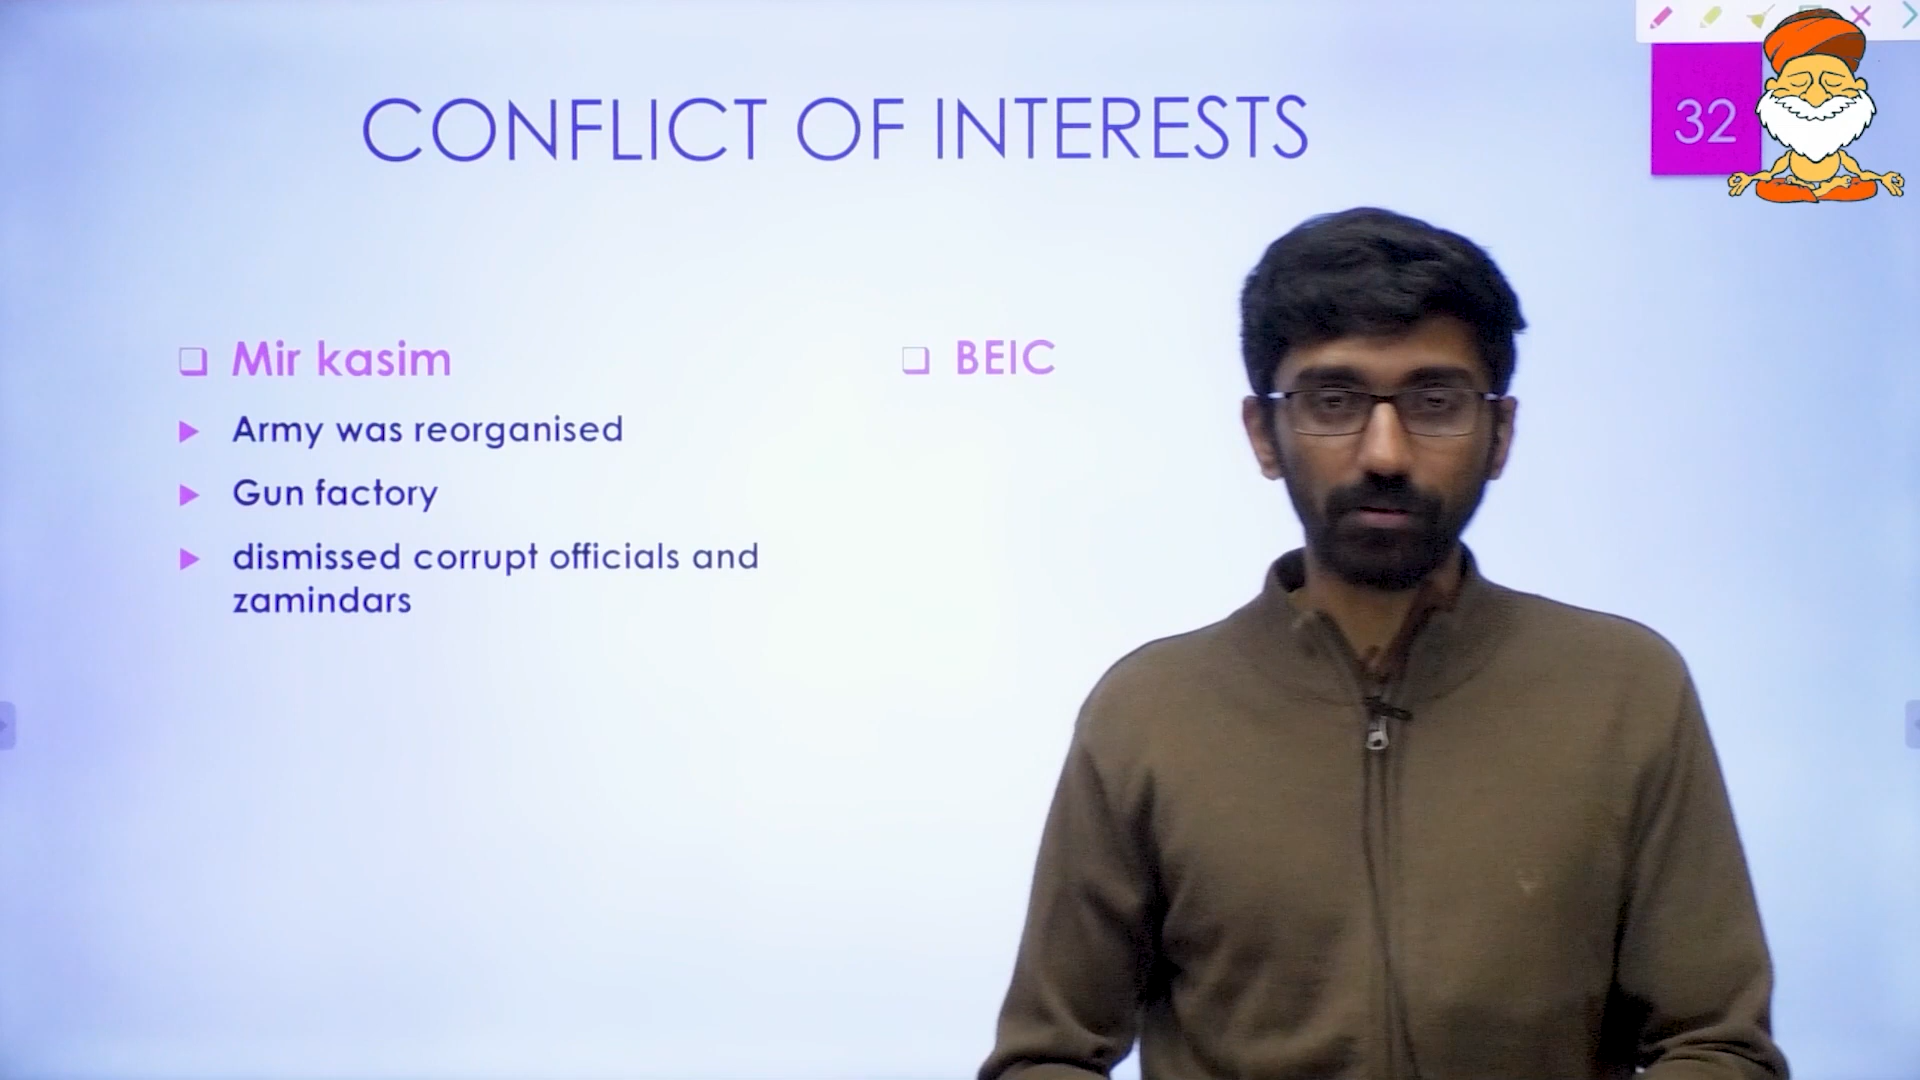 CONFLICT OF INTERESTS
32
Mir kasim
Army was reorganised
Gun factory
dismissed corrupt officials and
zamindars
BEIC